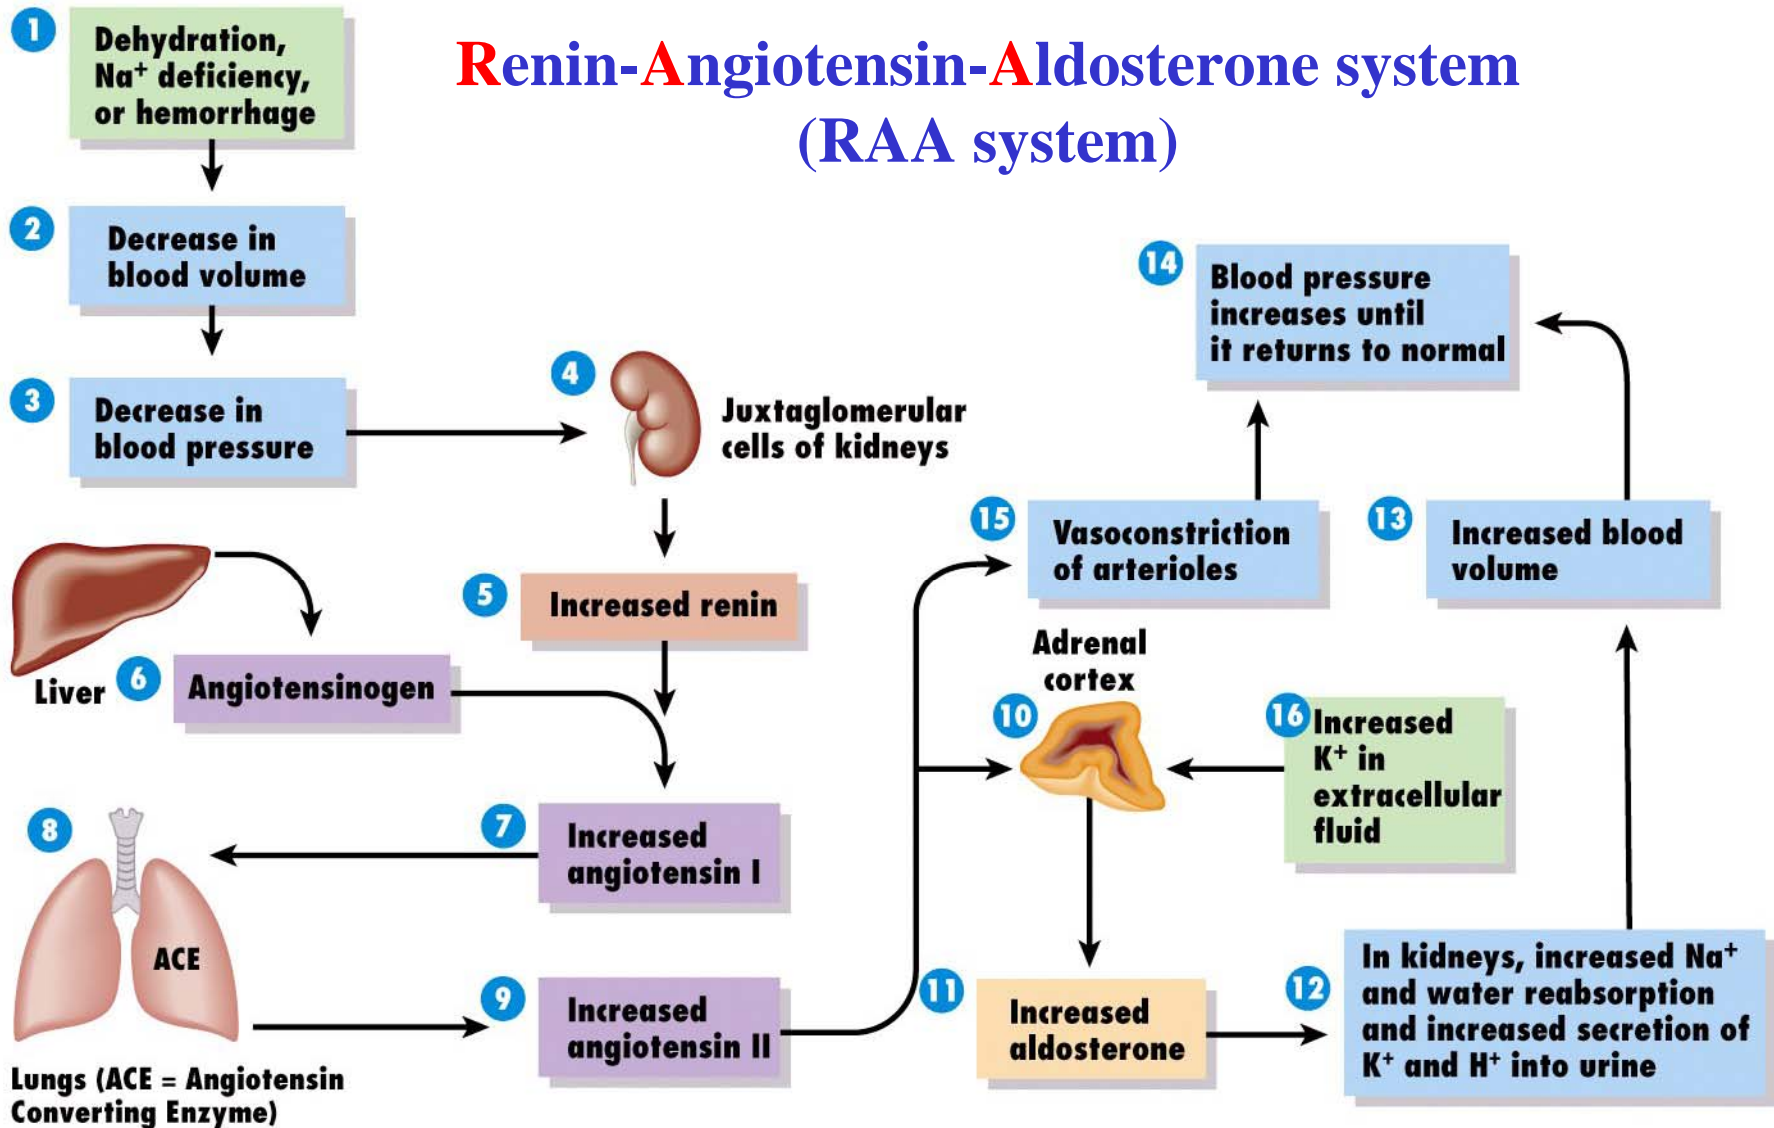 Renin-Angiotensin-Aldosterone system
(RAA system)
1
Dehydration,
Na⁺ deficiency,
or hemorrhage
2
Decrease in
blood volume
3
Decrease in
blood pressure
4
Juxtaglomerular
cells of kidneys
5
Increased renin
Liver
6
Angiotensinogen
7
Increased
angiotensin I
8
ACE
Lungs (ACE = Angiotensin
Converting Enzyme)
9
Increased
angiotensin II
10
Adrenal
cortex
11
Increased
aldosterone
12
In kidneys, increased Na⁺
and water reabsorption
and increased secretion of
K⁺ and H⁺ into urine
13
Increased blood
volume
14
Blood pressure
increases until
it returns to normal
15
Vasoconstriction
of arterioles
16
Increased
K⁺ in
extracellular
fluid